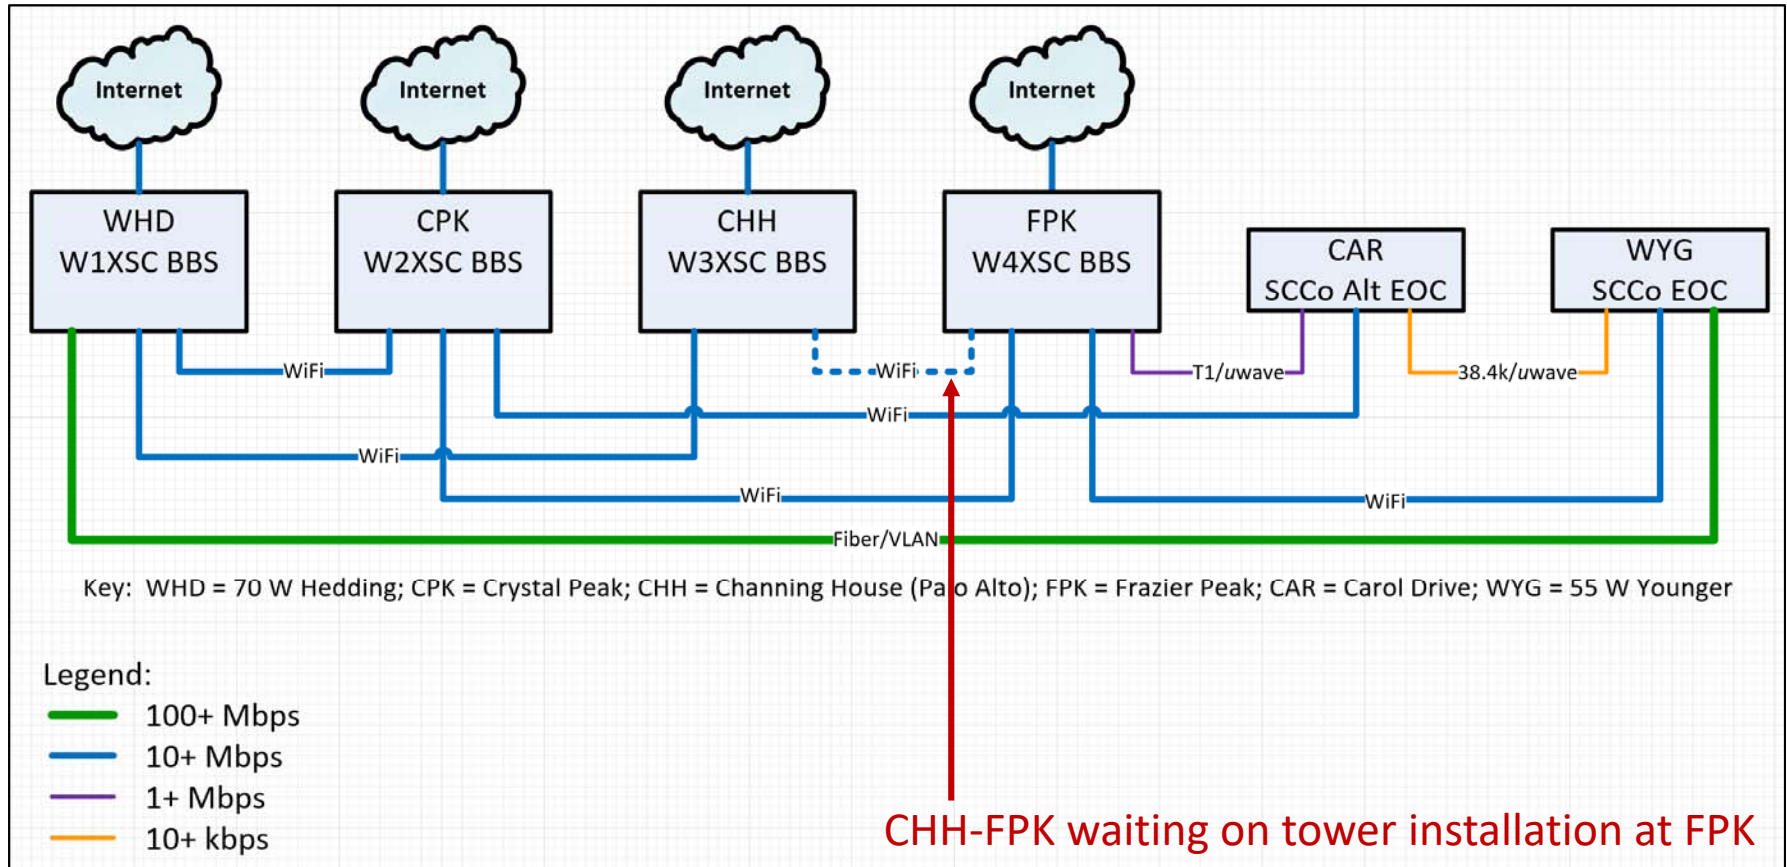 Internet
Internet
Internet
Internet
WHD
W1XSC BBS
CPK
W2XSC BBS
CHH
W3XSC BBS
FPK
W4XSC BBS
CAR
SCCo Alt EOC
WYG
SCCo EOC
WiFi
WiFi
T1/uwave
38.4k/uwave
WiFi
WiFi
WiFi
WiFi
Fiber/VLAN
Key: WHD = 70 W Hedding; CPK = Crystal Peak; CHH = Channing House (Palo Alto); FPK = Frazier Peak; CAR = Carol Drive; WYG = 55 W Younger
Legend:
100+ Mbps
10+ Mbps
1+ Mbps
10+ kbps
CHH-FPK waiting on tower installation at FPK